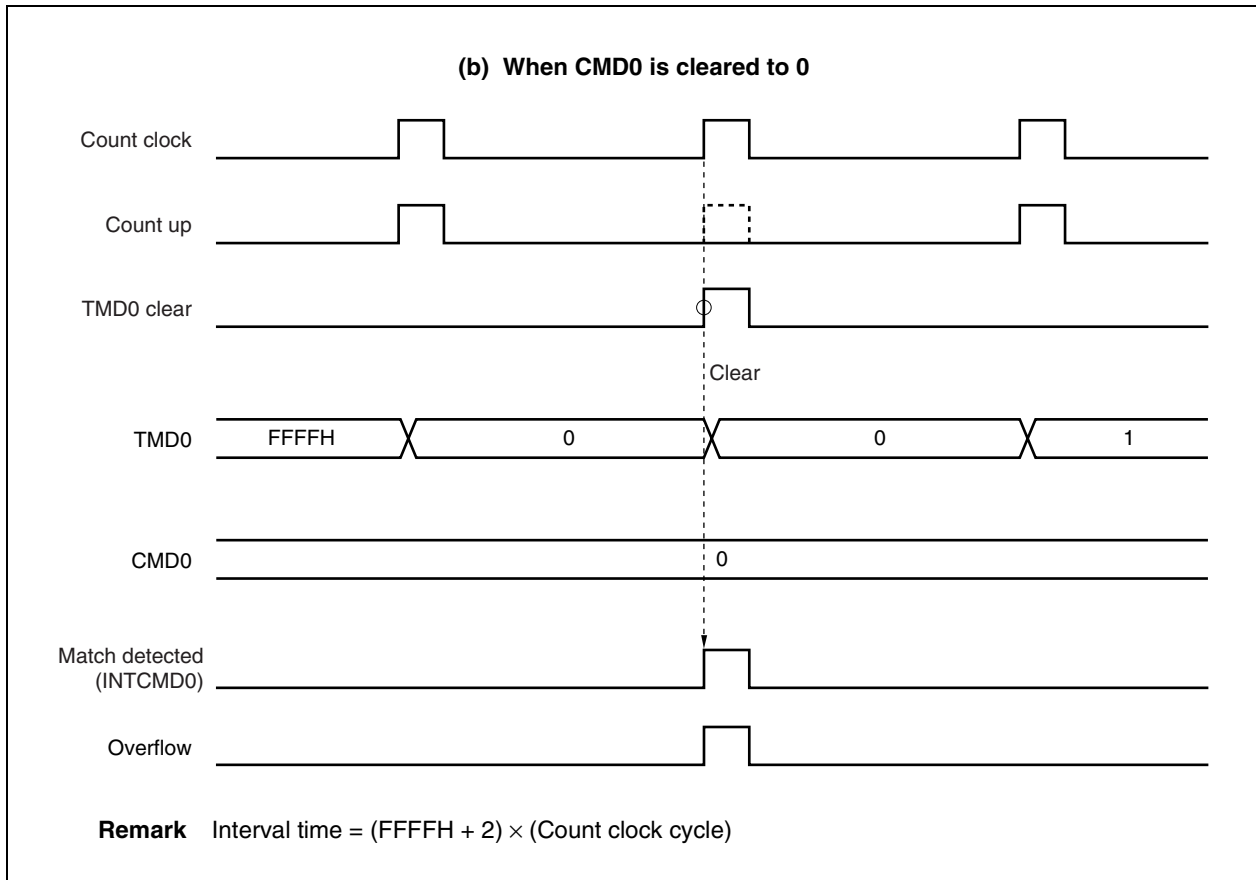 (b) When CMD0 is cleared to 0
Count clock
Count up
TMD0 clear
Clear
TMD0
FFFFH
0
0
1
CMD0
0
Match detected
(INTCMD0)
Overflow
Remark Interval time = (FFFFH + 2) × (Count clock cycle)